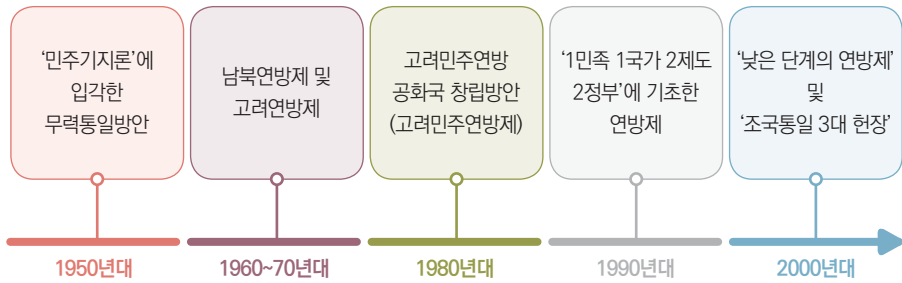 ‘민주기지론’에
입각한
무력통일방안
남북연방제 및
고려연방제
고려민주연방
공화국 창립방안
(고려민주연방제)
‘1민족 1국가 2제도
2정부’에 기초한
연방제
‘낮은 단계의 연방제’
및
‘조국통일 3대 헌장’
1950년대
1960~70년대
1980년대
1990년대
2000년대